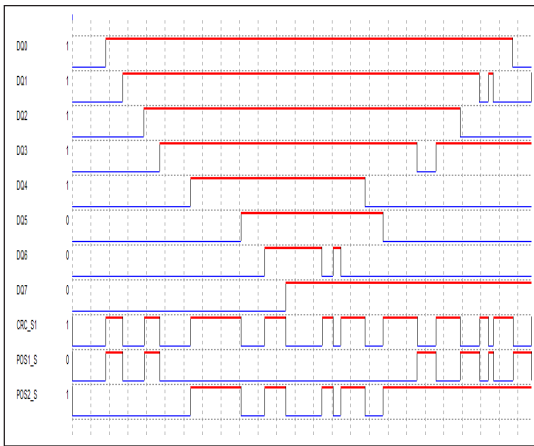 DQ0 1
DQ1 1
DQ2 1
DQ3 1
DQ4 1
DQ5 0
DQ6 0
DQ7 0
CRC_S1 1
POS1_S 0
POS2_S 1